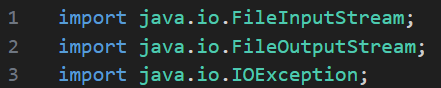 1 import java.io.FileInputStream;
2 import java.io.FileOutputStream;
3 import java.io.IOException;